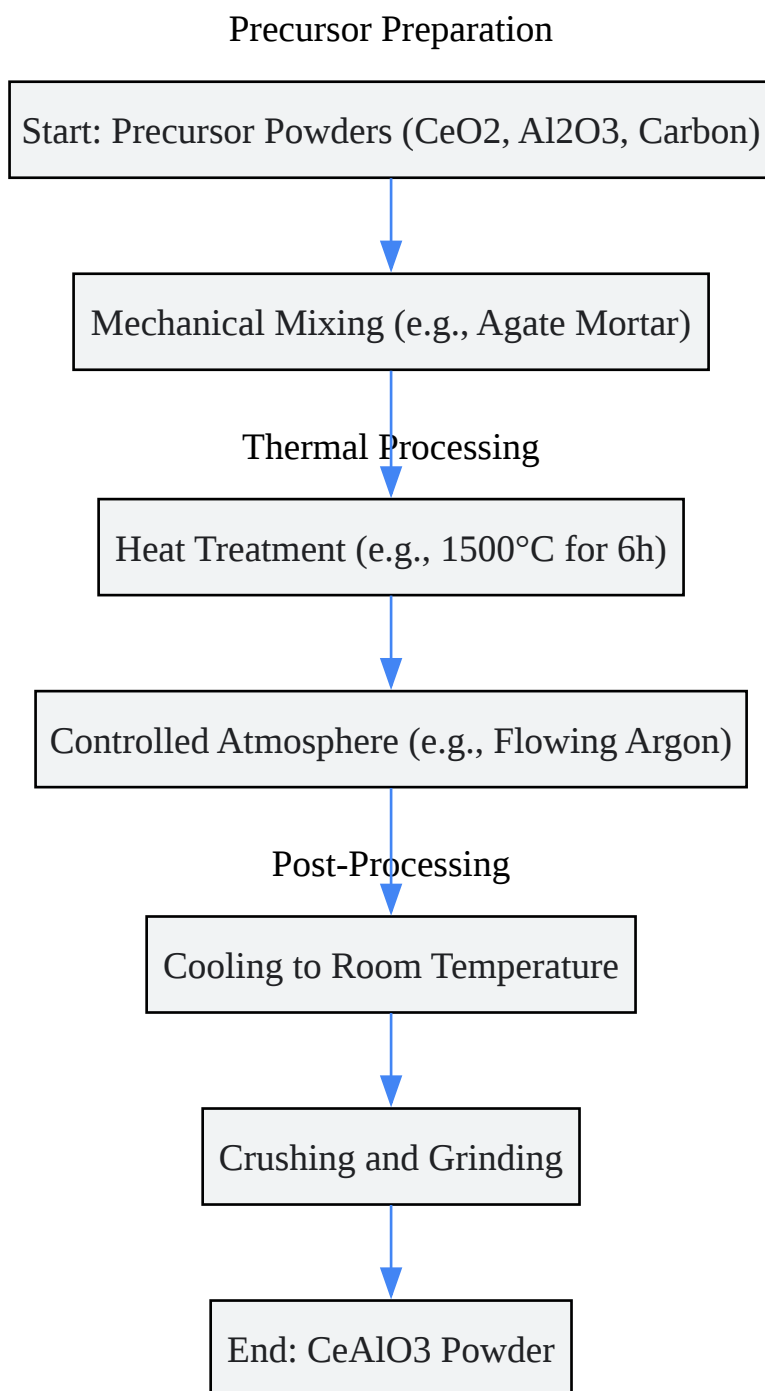 Precursor Preparation
Start: Precursor Powders (CeO2, Al2O3, Carbon)
Mechanical Mixing (e.g., Agate Mortar)
Thermal Processing
Heat Treatment (e.g., 1500°C for 6h)
Controlled Atmosphere (e.g., Flowing Argon)
Post-Processing
Cooling to Room Temperature
Crushing and Grinding
End: CeAlO3 Powder